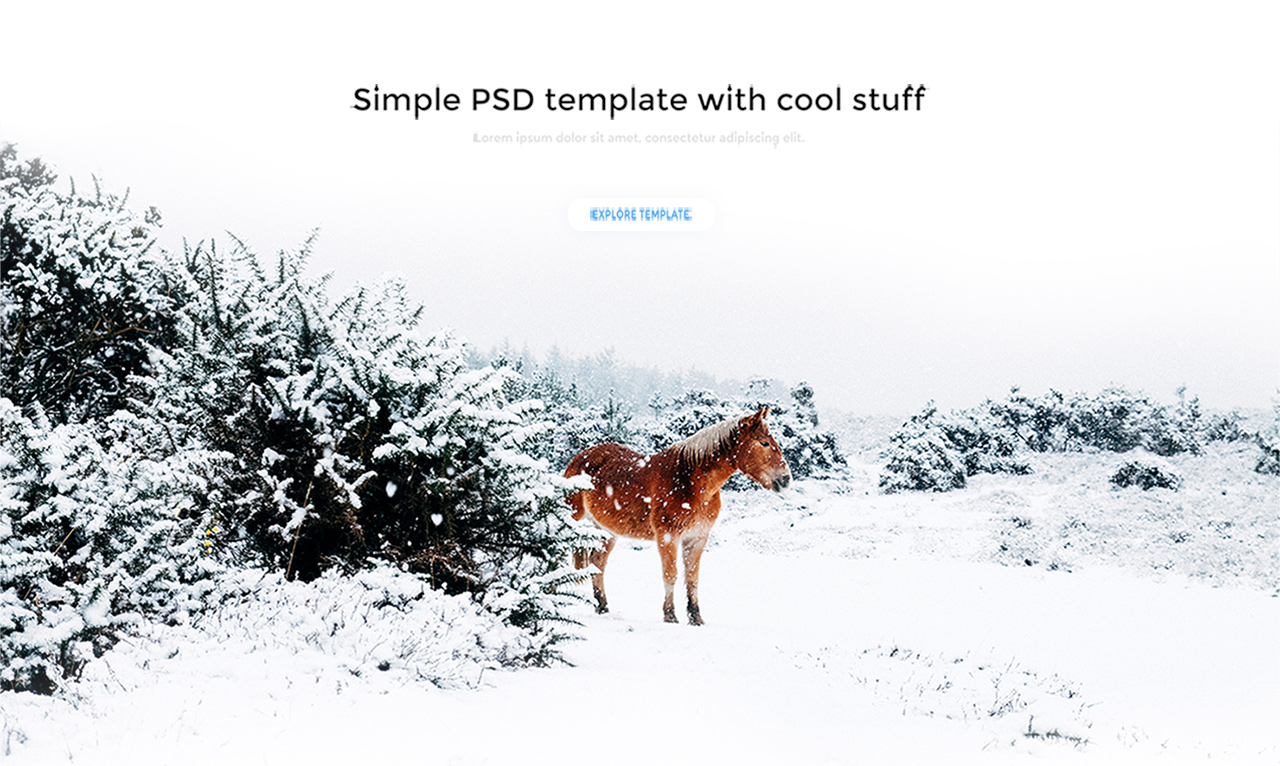 Simple PSD template with cool stuff
Lorem ipsum dolor sit amet, consectetur adipiscing elit.
EXPLORE TEMPLATE